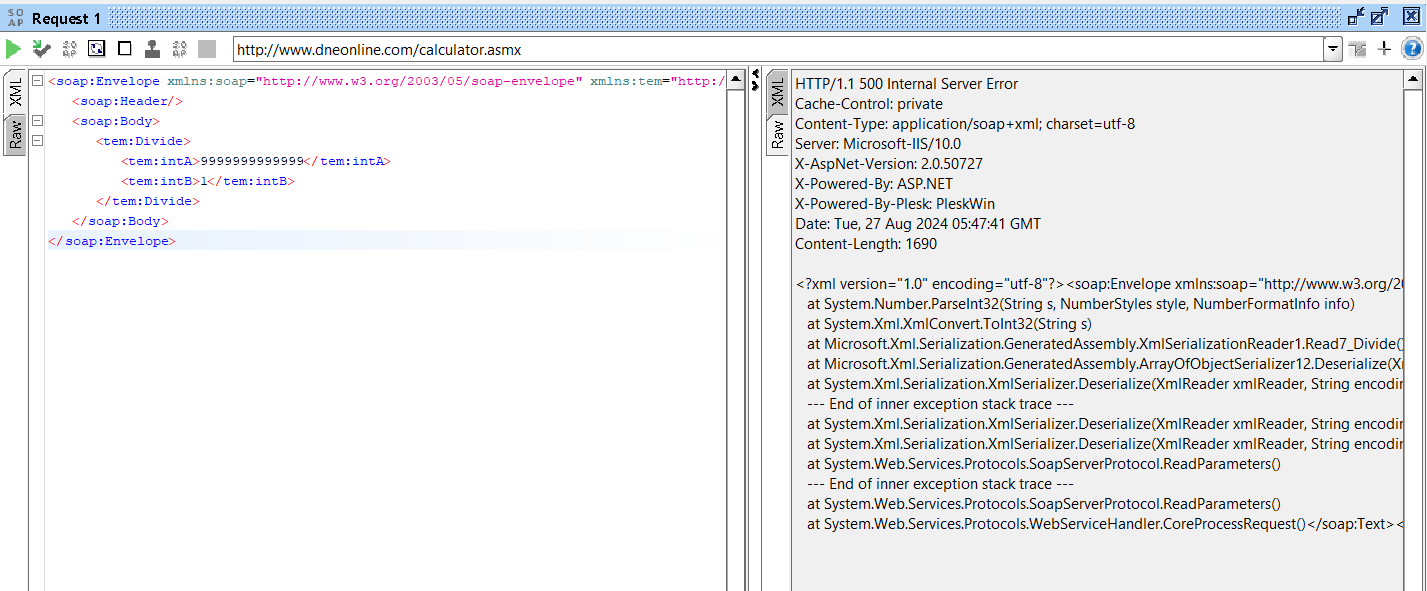 SO
AP
Request 1
SO
AP
SO
AP
http://www.dneonline.com/calculator.asmx
?
XML
Raw
<soap:Envelope xmlns:soap="http://www.w3.org/2003/05/soap-envelope" xmlns:tem="http:/
<soap:Header/>
<soap:Body>
<tem:Divide>
<tem:intA>9999999999999</tem:intA>
<tem:intB>1</tem:intB>
</tem:Divide>
</soap:Body>
</soap:Envelope>
XML
Raw
HTTP/1.1 500 Internal Server Error
Cache-Control: private
Content-Type: application/soap+xml; charset=utf-8
Server: Microsoft-IIS/10.0
X-AspNet-Version: 2.0.50727
X-Powered-By: ASP.NET
X-Powered-By-Plesk: PleskWin
Date: Tue, 27 Aug 2024 05:47:41 GMT
Content-Length: 1690
<?xml version="1.0" encoding="utf-8"?><soap:Envelope xmlns:soap="http://www.w3.org/20
at System.Number.ParseInt32(String s, NumberStyles style, NumberFormatInfo info)
at System.Xml.XmlConvert.ToInt32(String s)
at Microsoft.Xml.Serialization.GeneratedAssembly.XmlSerializationReader1.Read7_Divide()
at Microsoft.Xml.Serialization.GeneratedAssembly.ArrayOfObjectSerializer12.Deserialize(Xm
at System.Xml.Serialization.XmlSerializer.Deserialize(XmlReader xmlReader, String encodin
--- End of inner exception stack trace ---
at System.Xml.Serialization.XmlSerializer.Deserialize(XmlReader xmlReader, String encodin
at System.Xml.Serialization.XmlSerializer.Deserialize(XmlReader xmlReader, String encodin
at System.Web.Services.Protocols.SoapServerProtocol.ReadParameters()
--- End of inner exception stack trace ---
at System.Web.Services.Protocols.SoapServerProtocol.ReadParameters()
at System.Web.Services.Protocols.WebServiceHandler.CoreProcessRequest()</soap:Text><